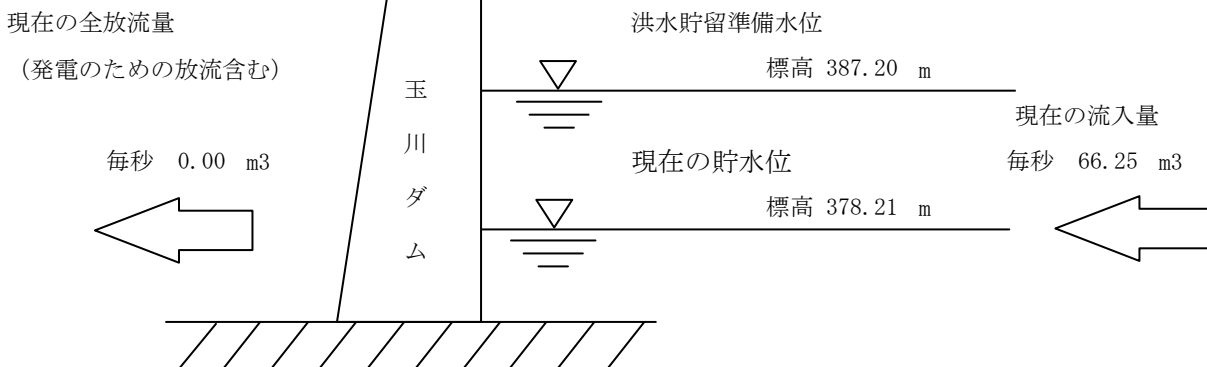 現在の全放流量
（発電のための放流含む）
毎秒 0.00 m3
玉川ダム
洪水貯留準備水位
標高 387.20 m
現在の貯水位
標高 378.21 m
現在の流入量
毎秒 66.25 m3